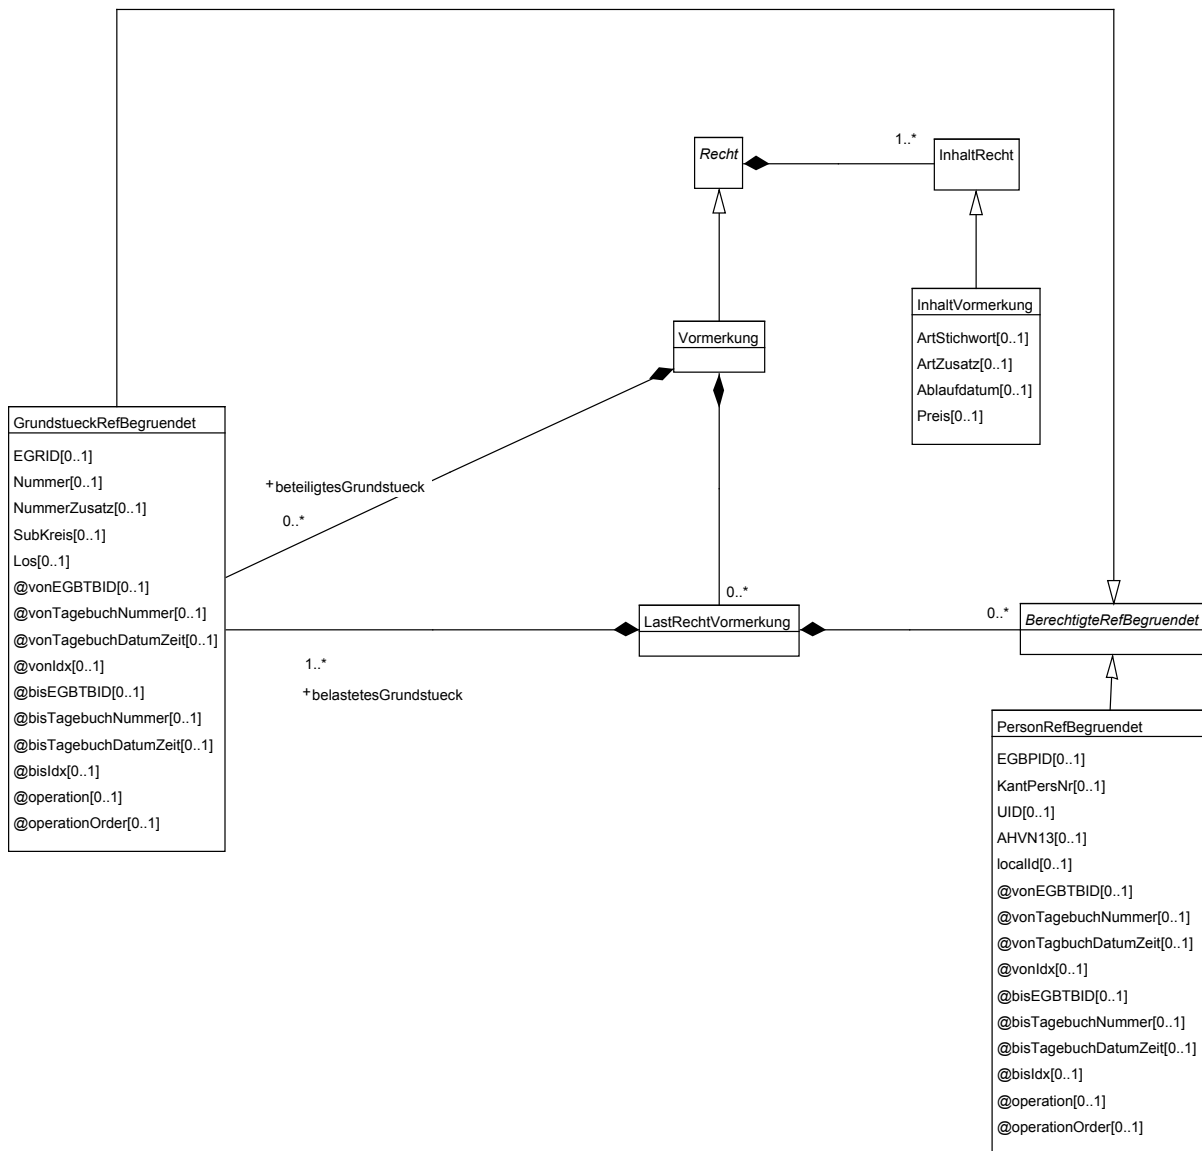 1..*
Recht
InhaltRecht
InhaltVormerkung
ArtStichwort[0..1]
ArtZusatz[0..1]
Ablaufdatum[0..1]
Preis[0..1]
Vormerkung
GrundstueckRefBegruendet
EGRID[0..1]
Nummer[0..1]
NummerZusatz[0..1]
SubKreis[0..1]
Los[0..1]
@vonEGBTBID[0..1]
@vonTagebuchNummer[0..1]
@vonTagebuchDatumZeit[0..1]
@vonIdx[0..1]
@bisEGBTBID[0..1]
@bisTagebuchNummer[0..1]
@bisTagebuchDatumZeit[0..1]
@bisIdx[0..1]
@operation[0..1]
@operationOrder[0..1]
+beteiligtesGrundstueck
0..*
0..*
LastRechtVormerkung
0..*
BerechtigteRefBegruendet
1..*
+belastetesGrundstueck
PersonRefBegruendet
EGBPID[0..1]
KantPersNr[0..1]
UID[0..1]
AHVN13[0..1]
localId[0..1]
@vonEGBTBID[0..1]
@vonTagebuchNummer[0..1]
@vonTagbuchDatumZeit[0..1]
@vonIdx[0..1]
@bisEGBTBID[0..1]
@bisTagebuchNummer[0..1]
@bisTagebuchDatumZeit[0..1]
@bisIdx[0..1]
@operation[0..1]
@operationOrder[0..1]